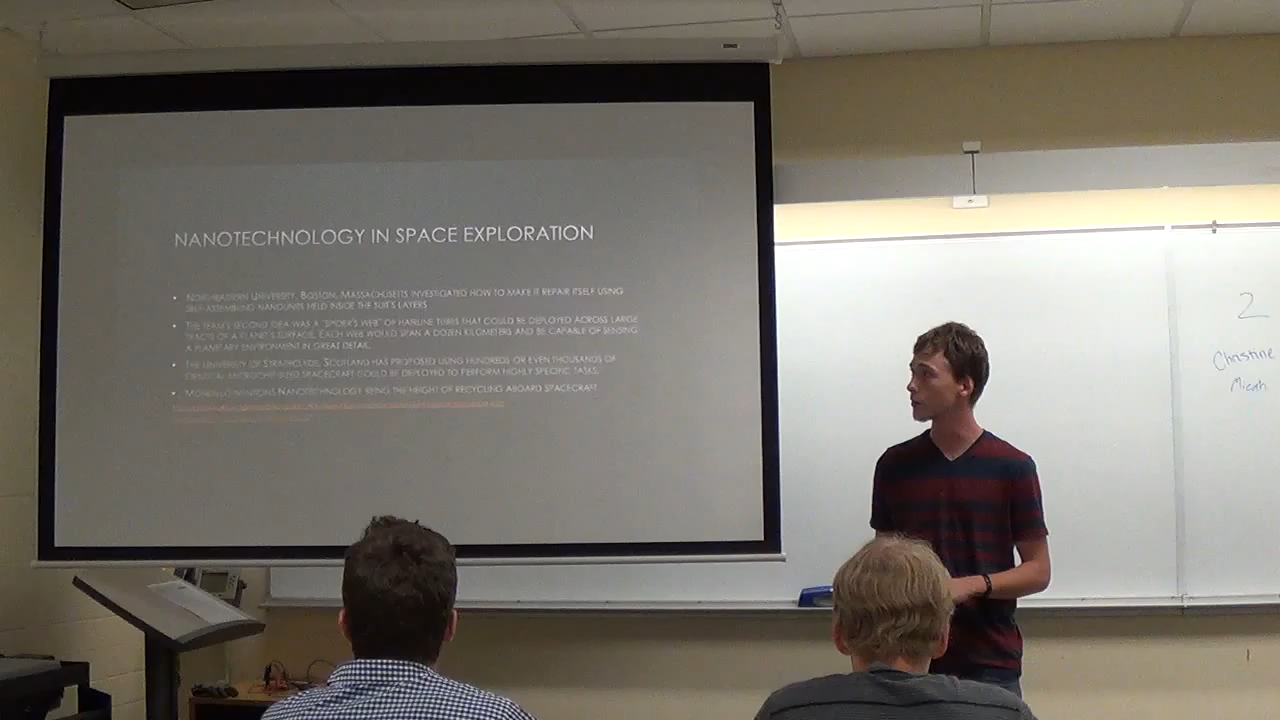 NANOTECHNOLOGY IN SPACE EXPLORATION
• NORTHEASTERN UNIVERSITY, BOSTON, MASSACHUSETTS INVESTIGATED HOW TO MAKE IT REPAIR ITSELF USING
SELF-ASSEMBLING NANOUNITS HELD INSIDE THE SUIT'S LAYERS
• THE TEAM'S SECOND IDEA WAS A "SPIDER'S WEB" OF HAIRLINE TUBES THAT COULD BE DEPLOYED ACROSS LARGE
TRACTS OF A PLANET'S SURFACE. EACH WEB WOULD SPAN A DOZEN KILOMETERS AND BE CAPABLE OF SENSING
A PLANETARY ENVIRONMENT IN GREAT DETAIL.
• THE UNIVERSITY OF STRATHCLYDE, SCOTLAND HAS PROPOSED USING HUNDREDS OR EVEN THOUSANDS OF
MICROCHIP-SIZED SPACECRAFT COULD BE DEPLOYED TO PERFORM HIGHLY SPECIFIC TASKS.
• NANOTECHNOLOGY BEING THE HEIGHT OF RECYCLING ABOARD SPACECRAFT
2
Christine
Micah